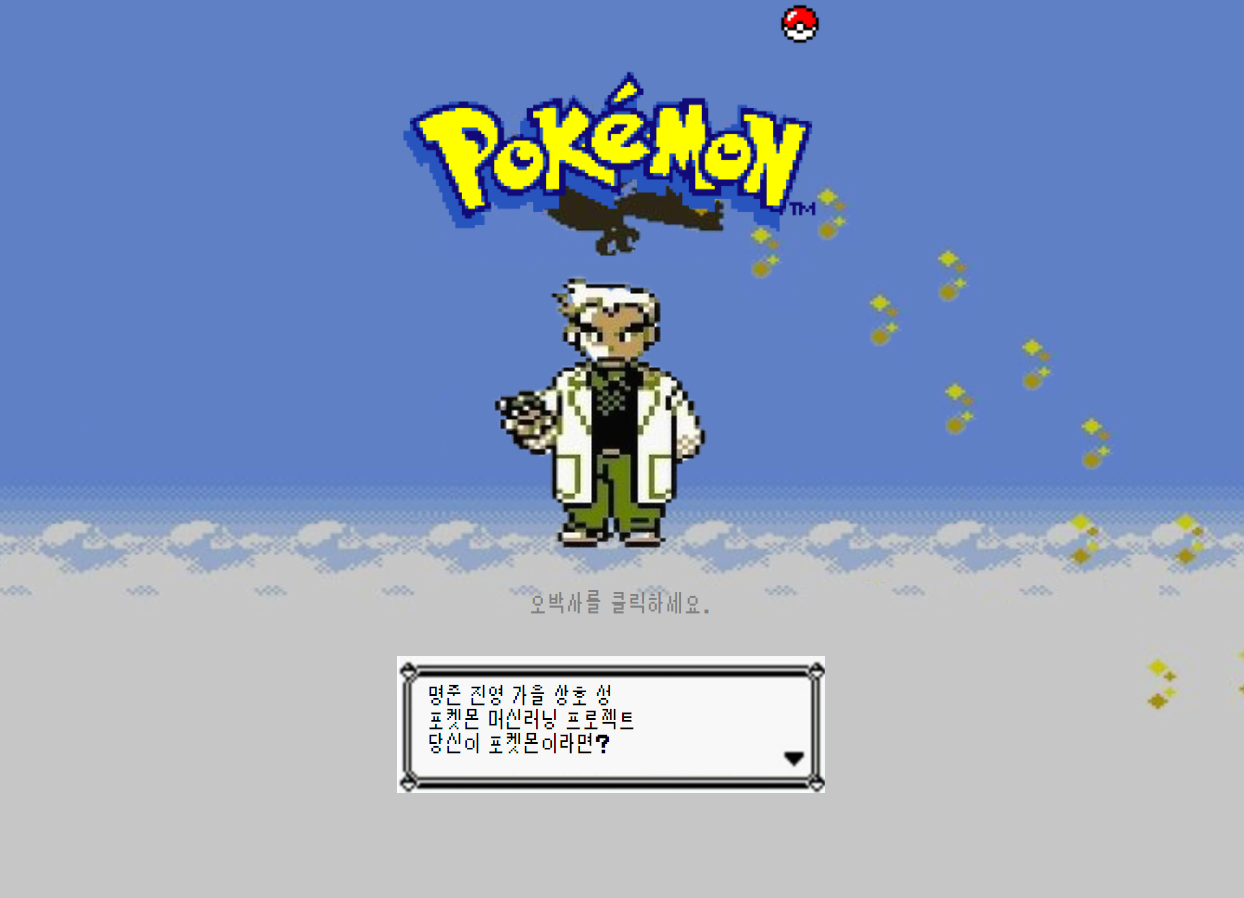 POKéMON
TM
오박사를 클릭하세요.
명준 진영 가을 상호 성
포켓몬 머신러닝 프로젝트
당신이 포켓몬이라면?